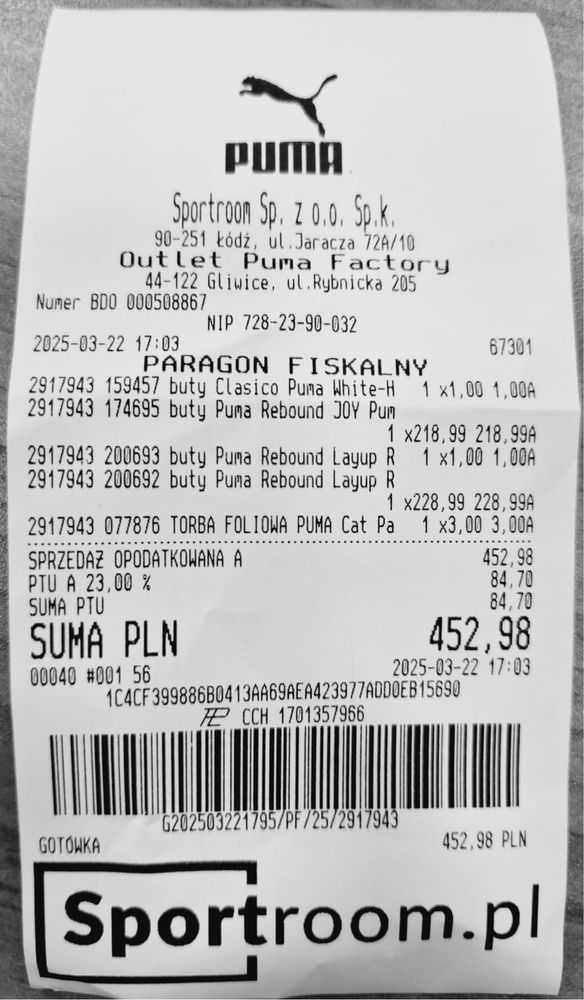 PUMA
Sportroom Sp. z o.o. Sp.k.
90-251 Łódź, ul.Jaracza 72A/10
Outlet Puma Factory
44-122 Gliwice, ul.Rybnicka 205
Numer BDO 000508867
NIP 728-23-90-032
2025-03-22 17:03 67301
PARAGON FISKALNY
2917943 159457 buty Clasico Puma White-H 1 x1,00 1,00A
2917943 174695 buty Puma Rebound JOY Pum
1 x218,99 218,99A
2917943 200693 buty Puma Rebound Layup R 1 x1,00 1,00A
2917943 200692 buty Puma Rebound Layup R
1 x228,99 228,99A
2917943 077876 TORBA FOLIOWA PUMA Cat Pa 1 x3,00 3,00A
SPRZEDAŻ OPODATKOWANA A 452,98
PTU A 23,00 % 84,70
SUMA PTU 84,70
SUMA PLN 452,98
00040 #001 56 2025-03-22 17:03
1C4CF399886B0413AA69AEA423977ADD0EB15690
CCH 1701357966
G202503221795/PF/25/2917943
GOTÓWKA 452,98 PLN
Sportroom.pl